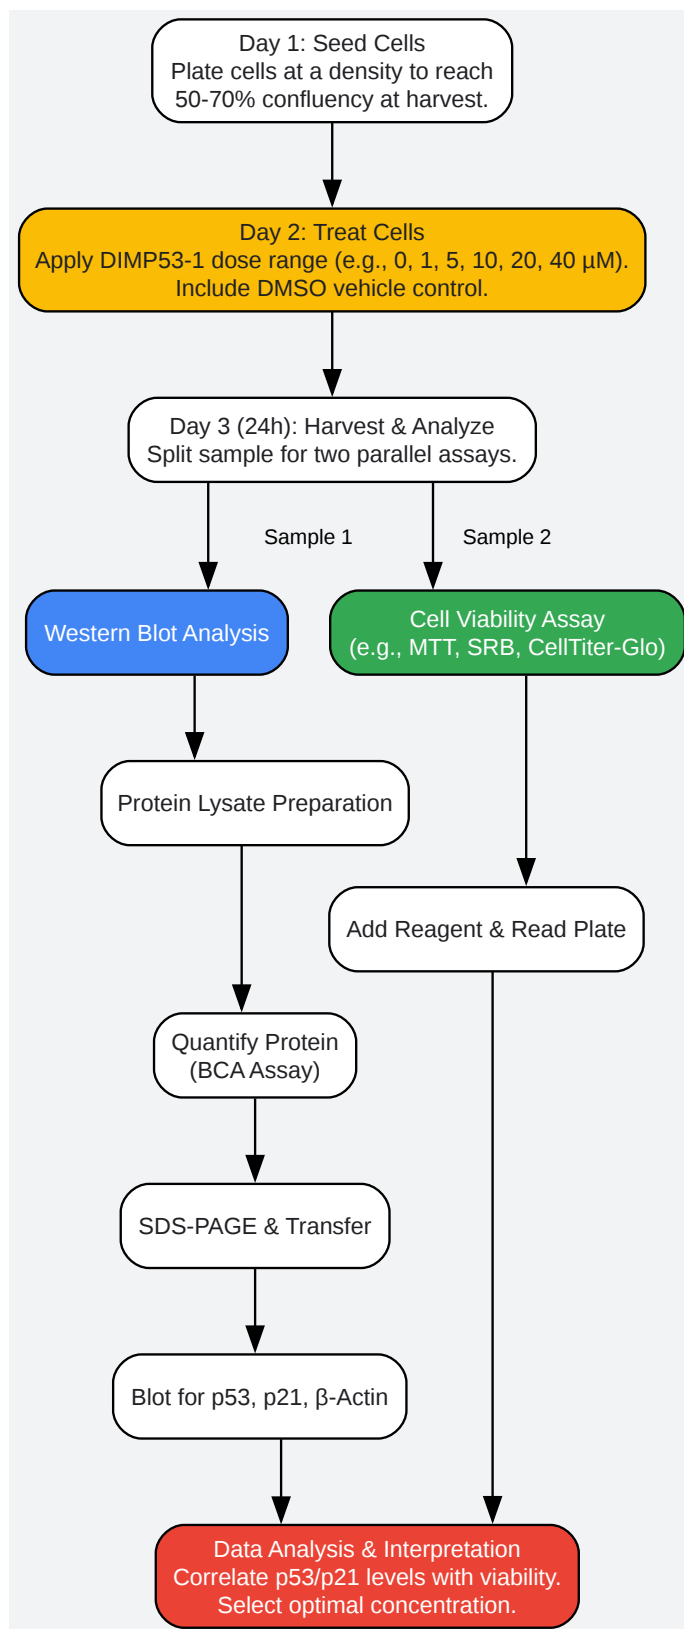 Day 1: Seed Cells
Plate cells at a density to reach
50-70% confluency at harvest.
Day 2: Treat Cells
Apply DIMP53-1 dose range (e.g., 0, 1, 5, 10, 20, 40 µM).
Include DMSO vehicle control.
Day 3 (24h): Harvest & Analyze
Split sample for two parallel assays.
Sample 1
Sample 2
Western Blot Analysis
Cell Viability Assay
(e.g., MTT, SRB, CellTiter-Glo)
Protein Lysate Preparation
Add Reagent & Read Plate
Quantify Protein
(BCA Assay)
SDS-PAGE & Transfer
Blot for p53, p21, β-Actin
Data Analysis & Interpretation
Correlate p53/p21 levels with viability.
Select optimal concentration.